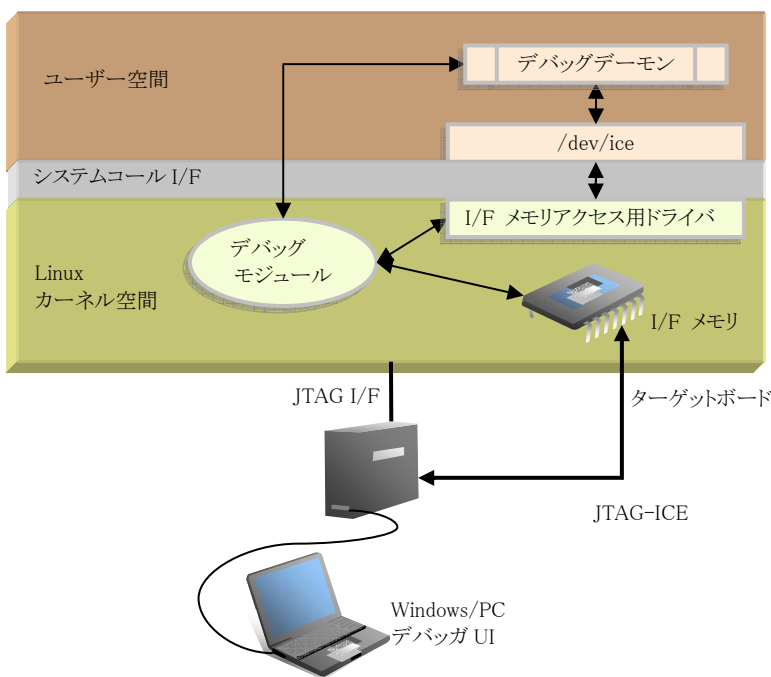 デバッグデーモン
ユーザー空間
/dev/ice
システムコール I/F
I/F メモリアクセス用ドライバ
デバッグ
モジュール
Linux
カーネル空間
I/F メモリ
JTAG I/F
ターゲットボード
JTAG-ICE
Windows/PC
デバッガ UI